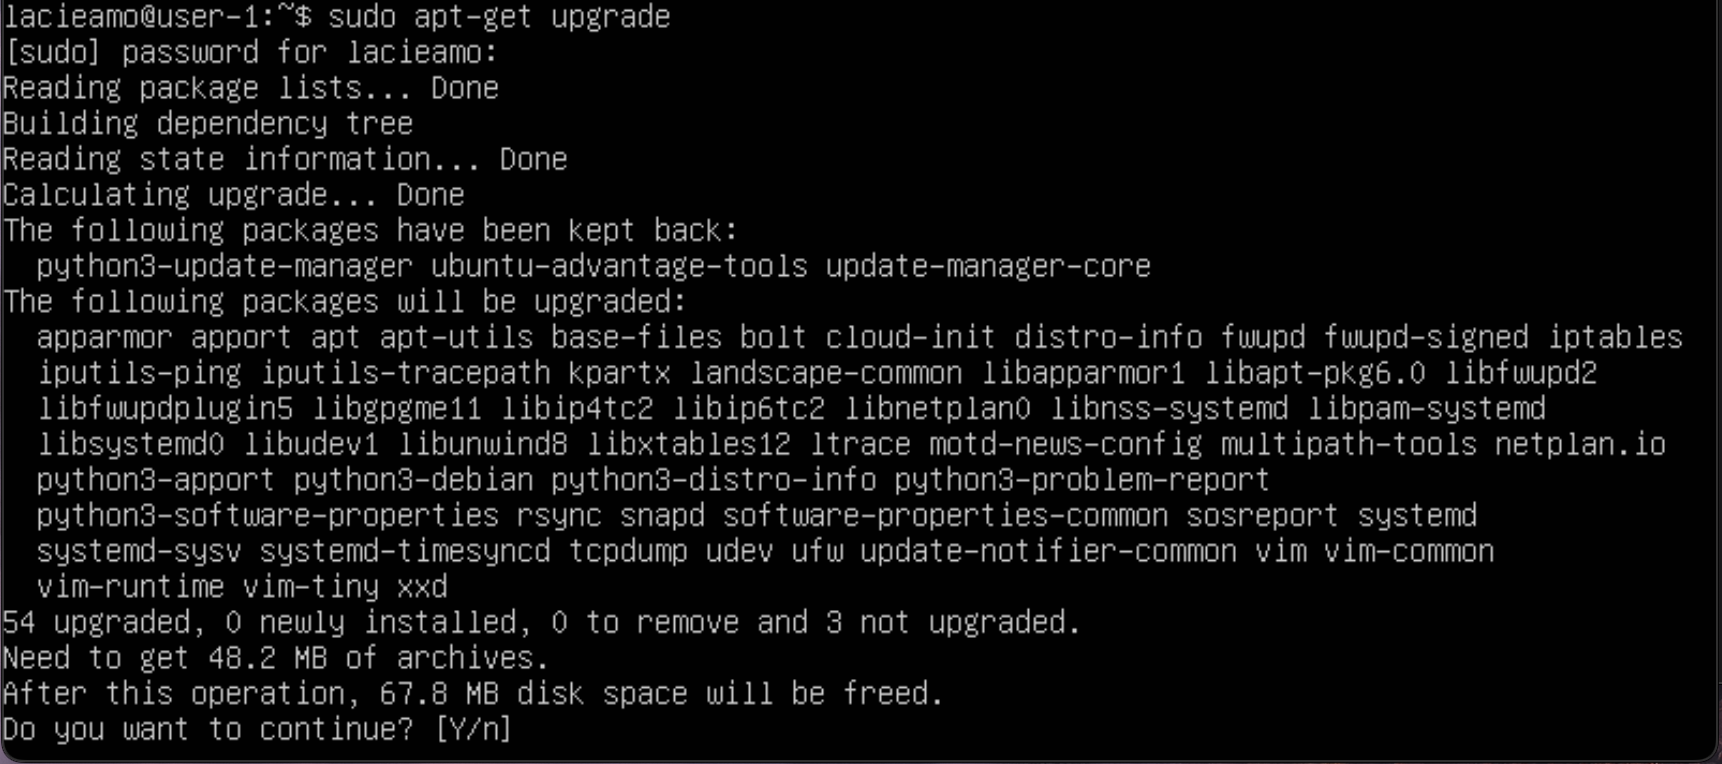 lacieamo@user-1:~$ sudo apt-get upgrade
[sudo] password for lacieamo:
Reading package lists... Done
Building dependency tree
Reading state information... Done
Calculating upgrade... Done
The following packages have been kept back:
  python3-update-manager ubuntu-advantage-tools update-manager-core
The following packages will be upgraded:
  apparmor apport apt apt-utils base-files bolt cloud-init distro-info fwupd fwupd-signed iptables
  iputils-ping iputils-tracepath kpartx landscape-common libapparmor1 libapt-pkg6.0 libfwupd2
  libfwupdplugin5 libgpgme11 libip4tc2 libip6tc2 libnetplan0 libnss-systemd libpam-systemd
  libsystemd0 libudev1 libunwind8 libxtables12 ltrace motd-news-config multipath-tools netplan.io
  python3-apport python3-debian python3-distro-info python3-problem-report
  python3-software-properties rsync snapd software-properties-common sosreport systemd
  systemd-sysv systemd-timesyncd tcpdump udev ufw update-notifier-common vim vim-common
  vim-runtime vim-tiny xxd
54 upgraded, 0 newly installed, 0 to remove and 3 not upgraded.
Need to get 48.2 MB of archives.
After this operation, 67.8 MB disk space will be freed.
Do you want to continue? [Y/n]